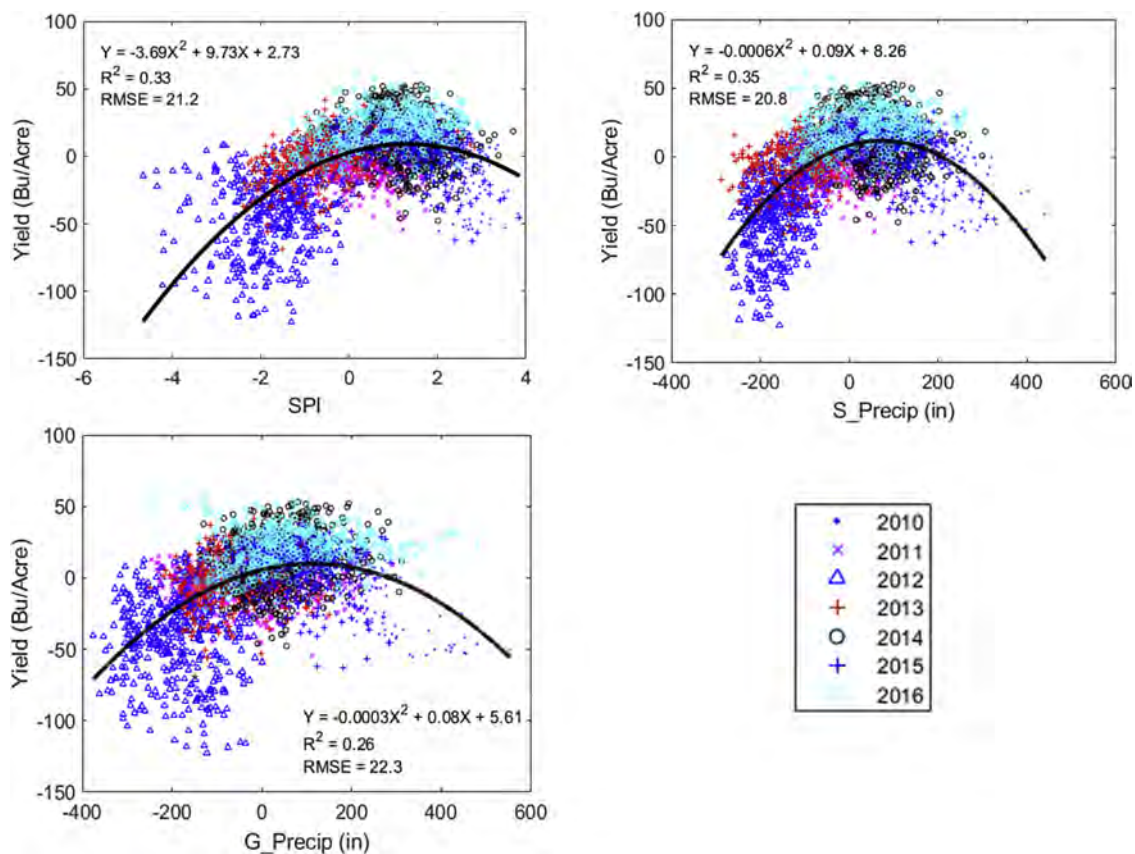 Y = -3.69X² + 9.73X + 2.73
R² = 0.33
RMSE = 21.2
100
50
0
-50
-100
-150
Yield (Bu/Acre)
-6
-4
-2
0
2
4
SPI
Y = -0.0006X² + 0.09X + 8.26
R² = 0.35
RMSE = 20.8
100
50
0
-50
-100
-150
Yield (Bu/Acre)
-400
-200
0
200
400
600
S_Precip (in)
100
50
0
-50
-100
-150
Yield (Bu/Acre)
Y = -0.0003X² + 0.08X + 5.61
R² = 0.26
RMSE = 22.3
-400
-200
0
200
400
600
G_Precip (in)
2010
2011
2012
2013
2014
2015
2016